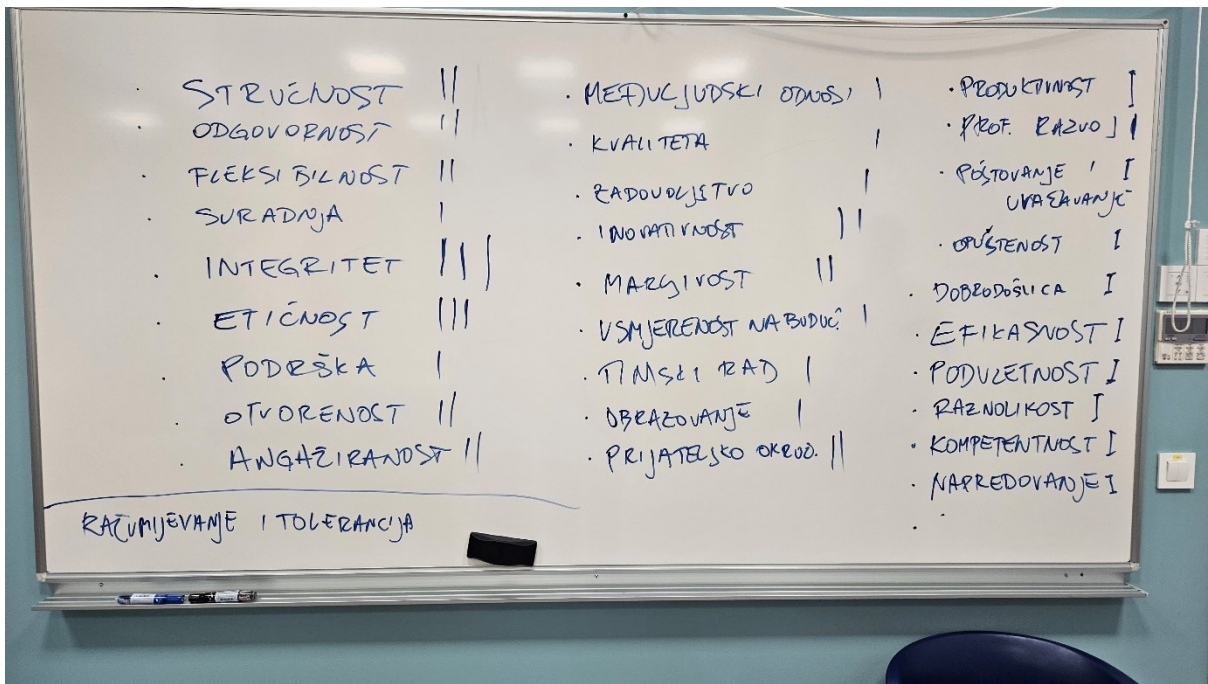 · STRUČNOST ||
· ODGOVORNOST ||
· FLEKSIBILNOST ||
· SURADNJA |
· INTEGRITET |||
· ETIČNOST |||
· PODRŠKA |
· OTVORENOST ||
· ANGAŽIRANOST ||
RAZUMIJEVANJE I TOLERANCIJA
· MEĐULJUDSKI ODNOSI |
· KVALITETA |
· ZADOVOLJSTVO |
· INOVATIVNOST ||
· MARLJIVOST ||
· USMJERENOST NA BUDUĆ. |
· TIMSKI RAD |
· OBRAZOVANJE |
· PRIJATELJSKO OKRUŽ. ||
· PRODUKTIVNOST I
· PROF. RAZVOJ |
· POŠTOVANJE I I
UVAŽAVANJE
· OPUŠTENOST I
· DOBRODOŠLICA I
· EFIKASNOST I
· PODUZETNOST I
· RAZNOLIKOST I
· KOMPETENTNOST I
· NAPREDOVANJE I